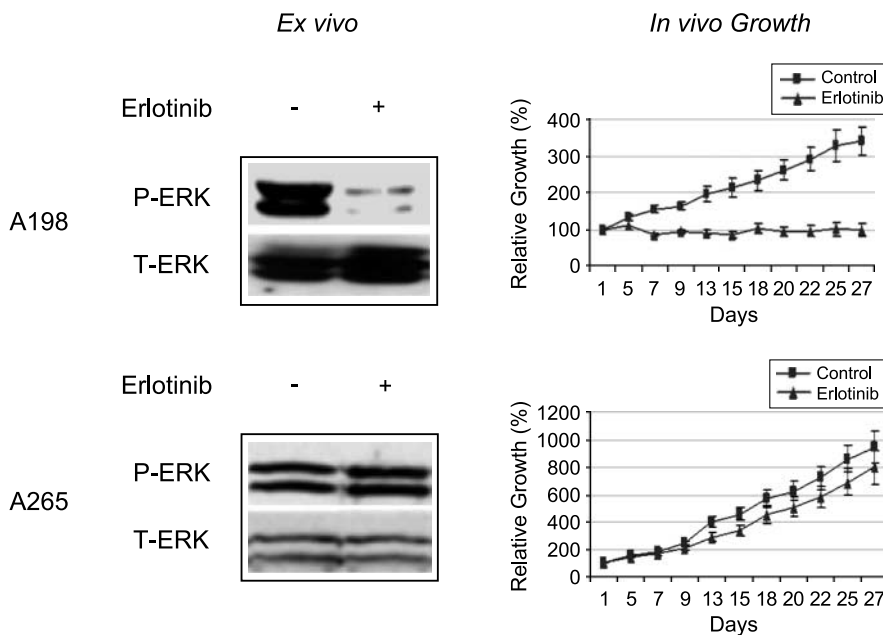 Ex vivo
In vivo Growth
A198
Erlotinib - +
P-ERK
T-ERK
Control
Erlotinib
Relative Growth (%)
400
300
200
100
0
1 5 7 9 13 15 18 20 22 25 27
Days
A265
Erlotinib - +
P-ERK
T-ERK
Control
Erlotinib
Relative Growth (%)
1200
1000
800
600
400
200
0
1 5 7 9 13 15 18 20 22 25 27
Days